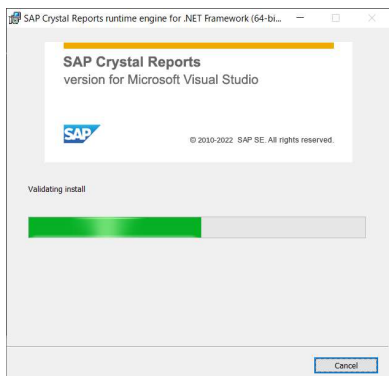 SAP Crystal Reports runtime engine for .NET Framework (64-bi...
SAP Crystal Reports
version for Microsoft Visual Studio
SAP
© 2010-2022 SAP SE. All rights reserved.
Validating install
Cancel